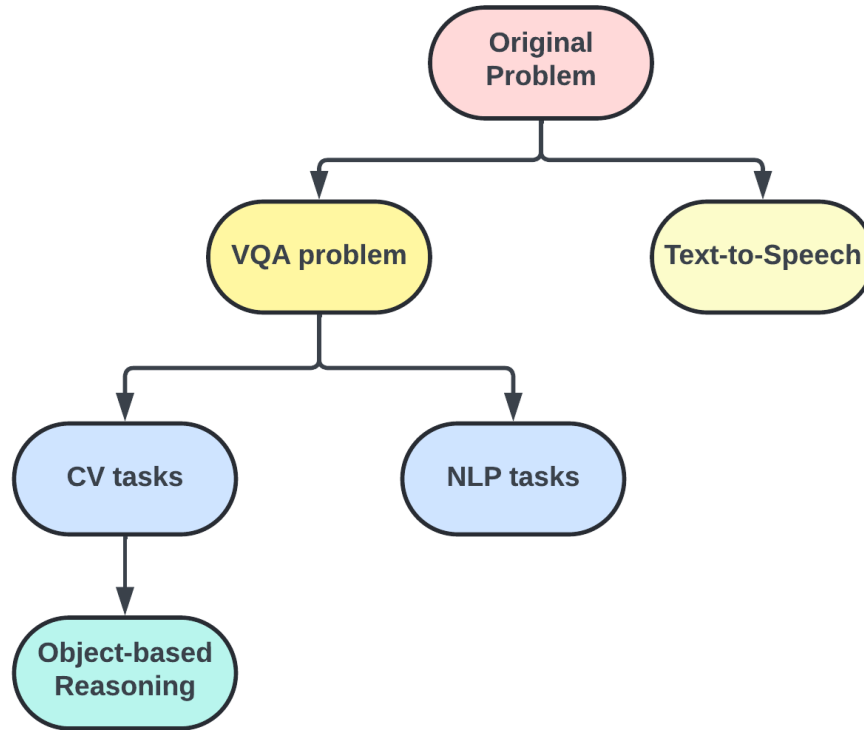 Original
Problem
VQA problem
Text-to-Speech
CV tasks
NLP tasks
Object-based
Reasoning